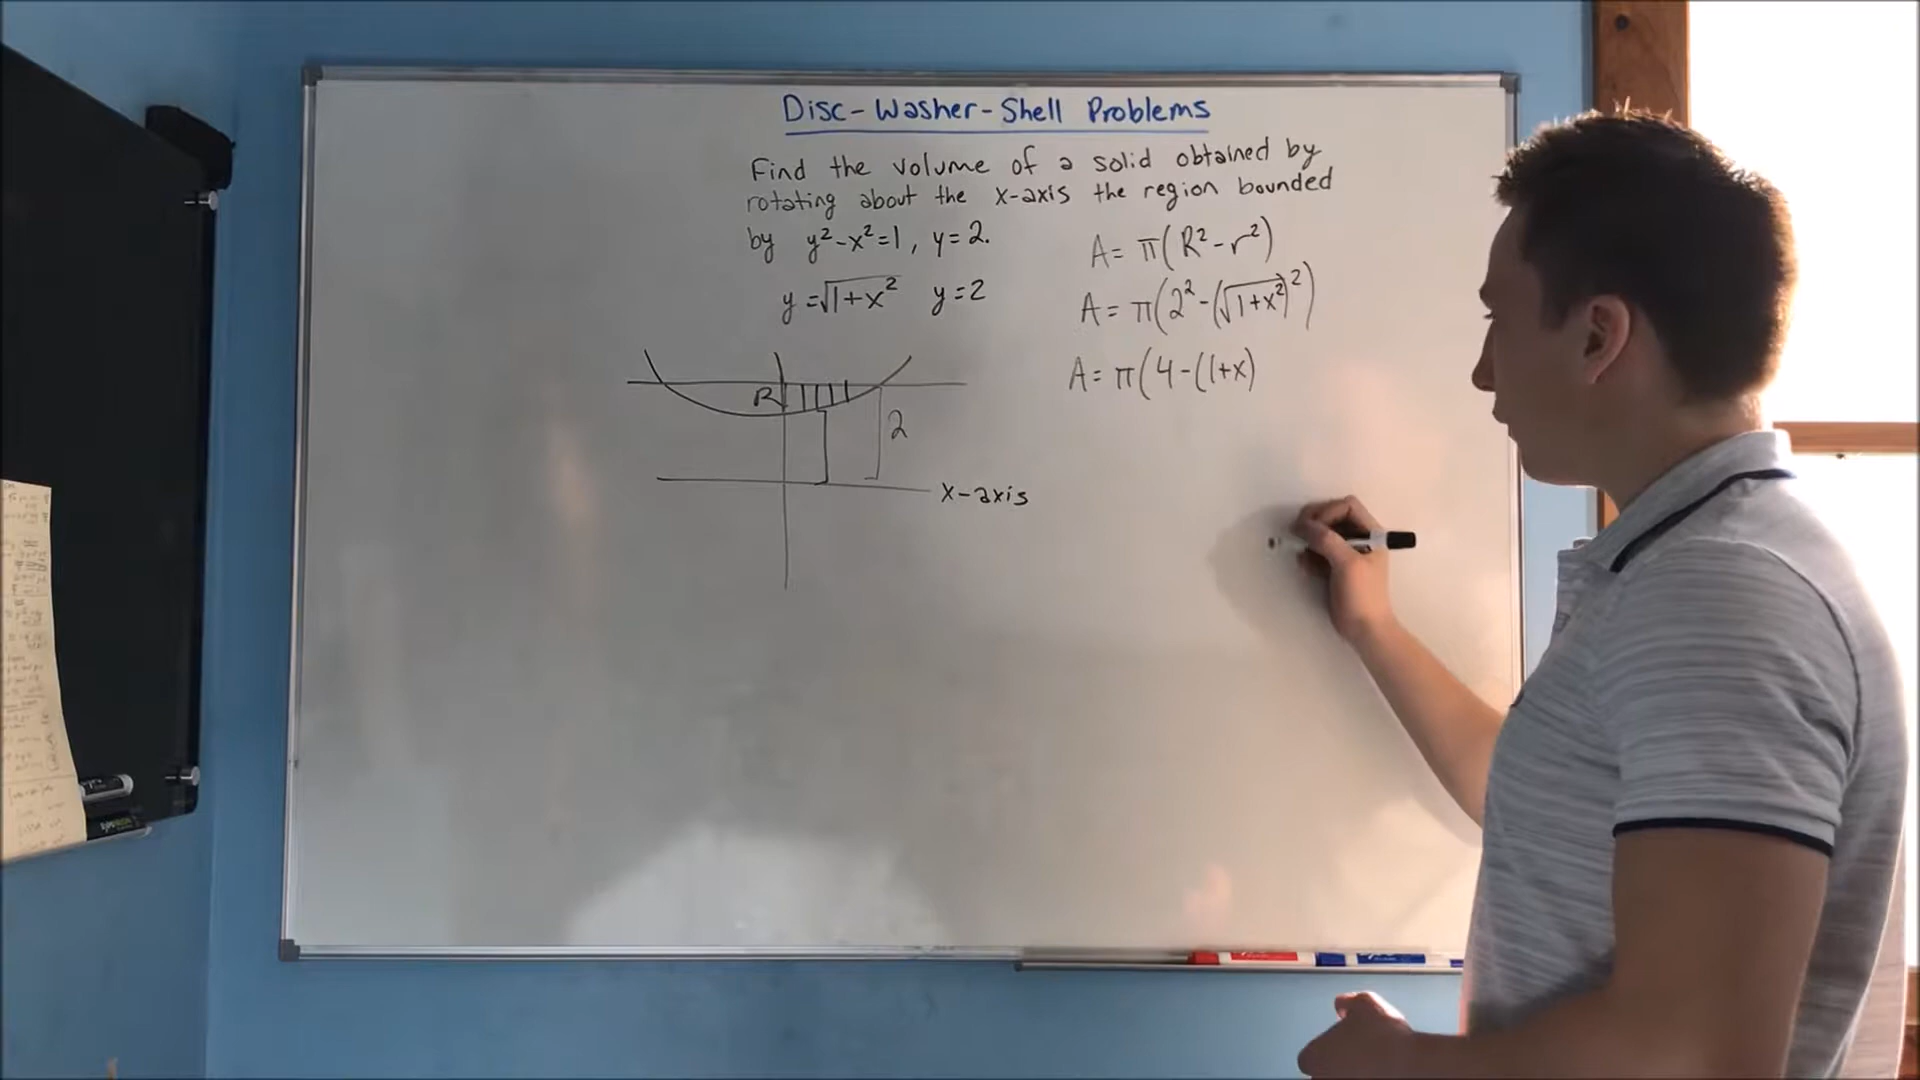 Disc-Washer-Shell Problems
Find the volume of a solid obtained by
rotating about the x-axis the region bounded
by y²-x²=1, y=2.
y=√1+x² y=2
A= π(R²-r²)
A= π(2²-(√1+x²)²)
A= π(4-((1+x)
R
2
x-axis